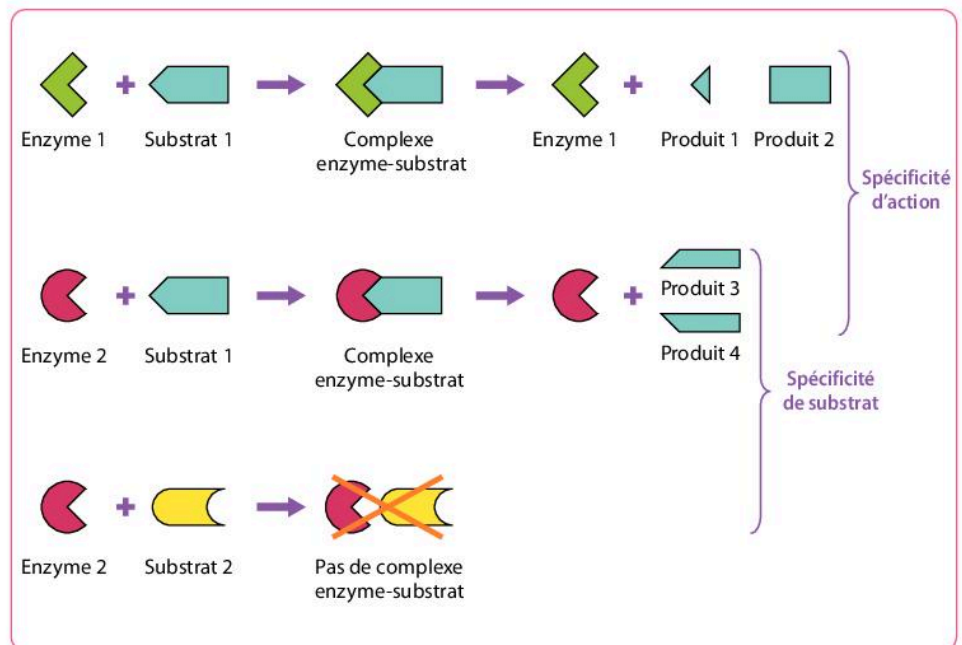 Enzyme 1
+
Substrat 1
Complexe
enzyme-substrat
Enzyme 1
+
Produit 1
Produit 2
Spécificité
d'action
Enzyme 2
+
Substrat 1
Complexe
enzyme-substrat
+
Produit 3
Produit 4
Spécificité
de substrat
Enzyme 2
+
Substrat 2
Pas de complexe
enzyme-substrat